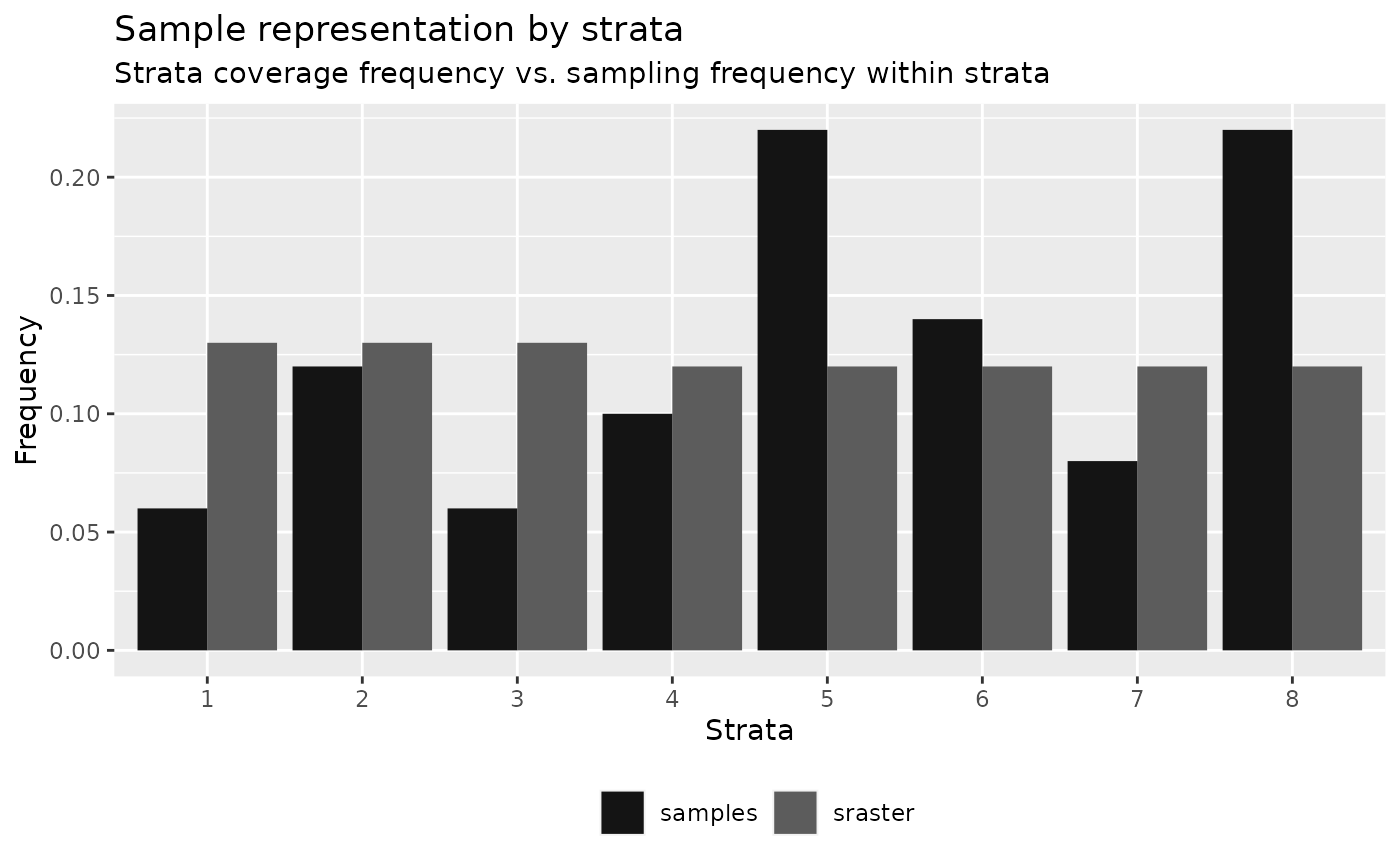 Sample representation by strata
Strata coverage frequency vs. sampling frequency within strata
Frequency
0.20
0.15
0.10
0.05
0.00
1 2 3 4 5 6 7 8
Strata
samples sraster